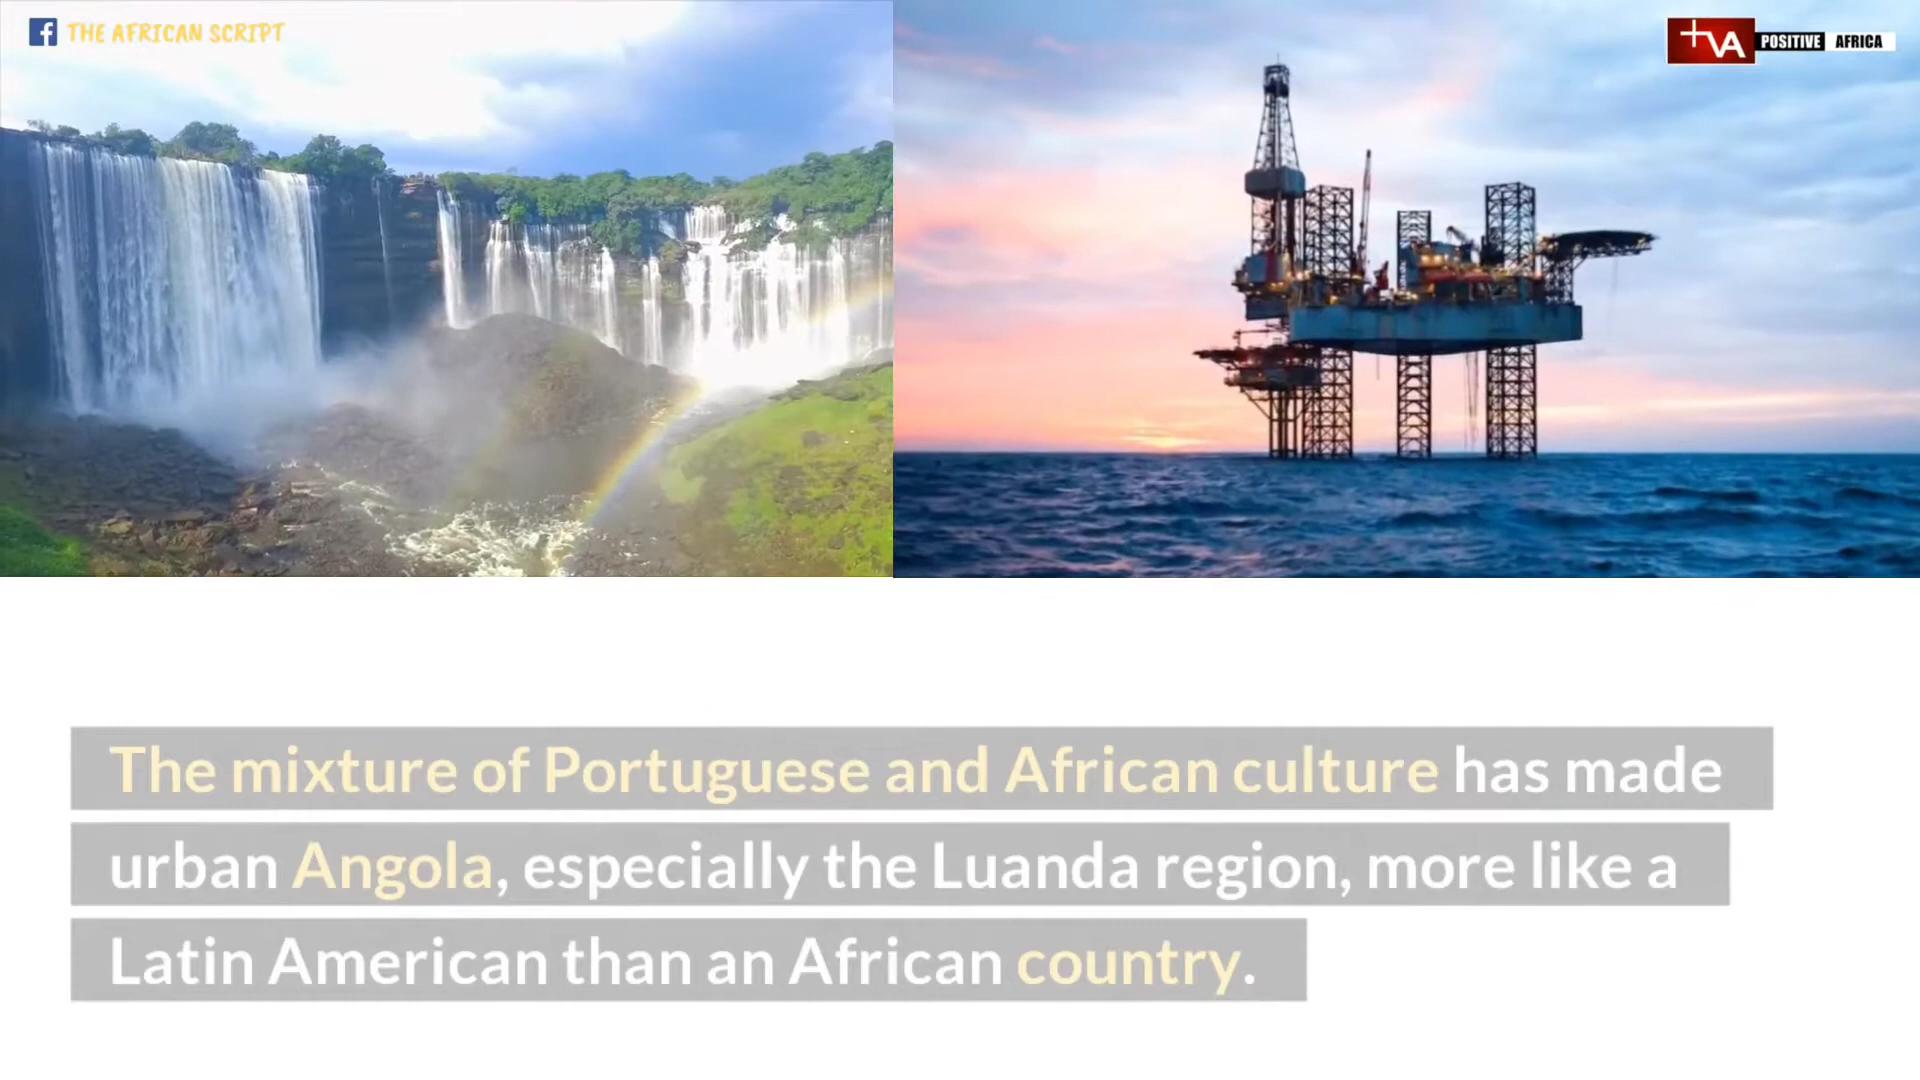 THE AFRICAN SCRIPT
+VA POSITIVE AFRICA
The mixture of Portuguese and African culture has made
urban Angola, especially the Luanda region, more like a
Latin American than an African country.